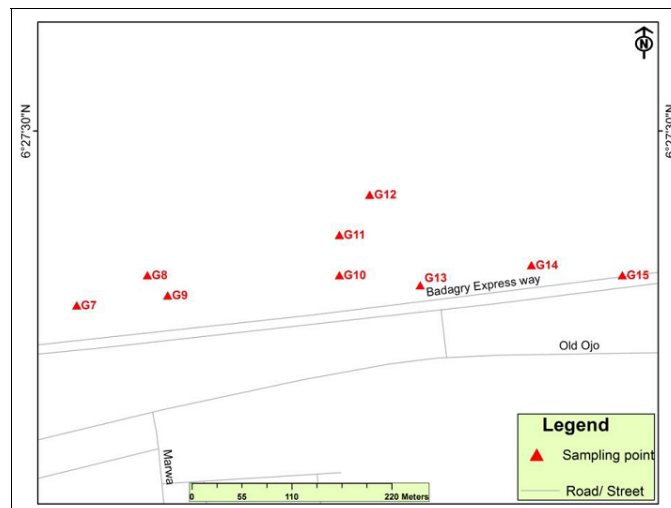 N
6°27'30"N
6°27'30"N
G12
G11
G8
G10
G14
G15
G9
G13
G7
Badagry Express way
Old Ojo
Marwa
Legend
Sampling point
Road/ Street
0 55 110 220 Meters